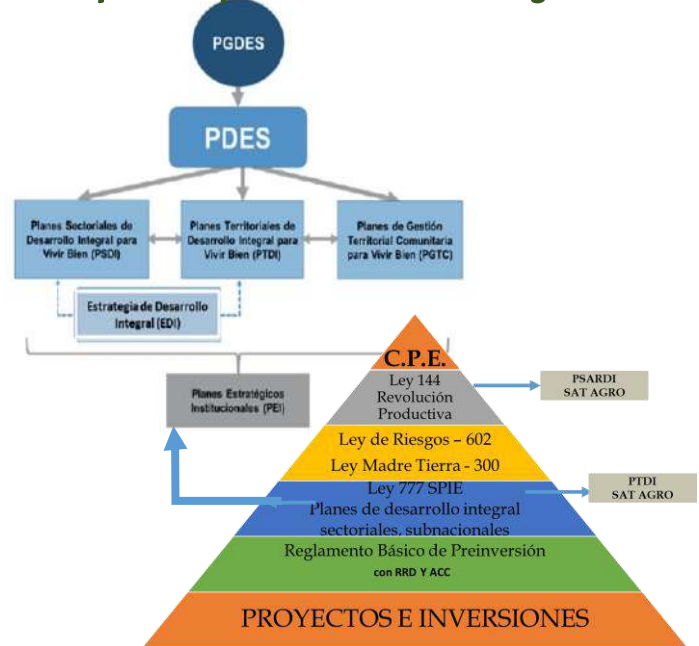 PGDES
PDES
Planes Sectoriales de
Desarrollo Integral para
Vivir Bien (PSDI)
Planes Territoriales de
Desarrollo Integral para
Vivir Bien (PTDI)
Planes de Gestión
Territorial Comunitaria
para Vivir Bien (PGTC)
Estrategia de Desarrollo
Integral (EDI)
Planes Estratégicos
Institucionales (PEI)
C.P.E.
Ley 144
Revolución
Productiva
PSARDI
SAT AGRO
Ley de Riesgos – 602
Ley Madre Tierra - 300
Ley 777 SPIE
Planes de desarrollo integral
sectoriales, subnacionales
PTDI
SAT AGRO
Reglamento Básico de Preinversión
con RRD Y ACC
PROYECTOS E INVERSIONES